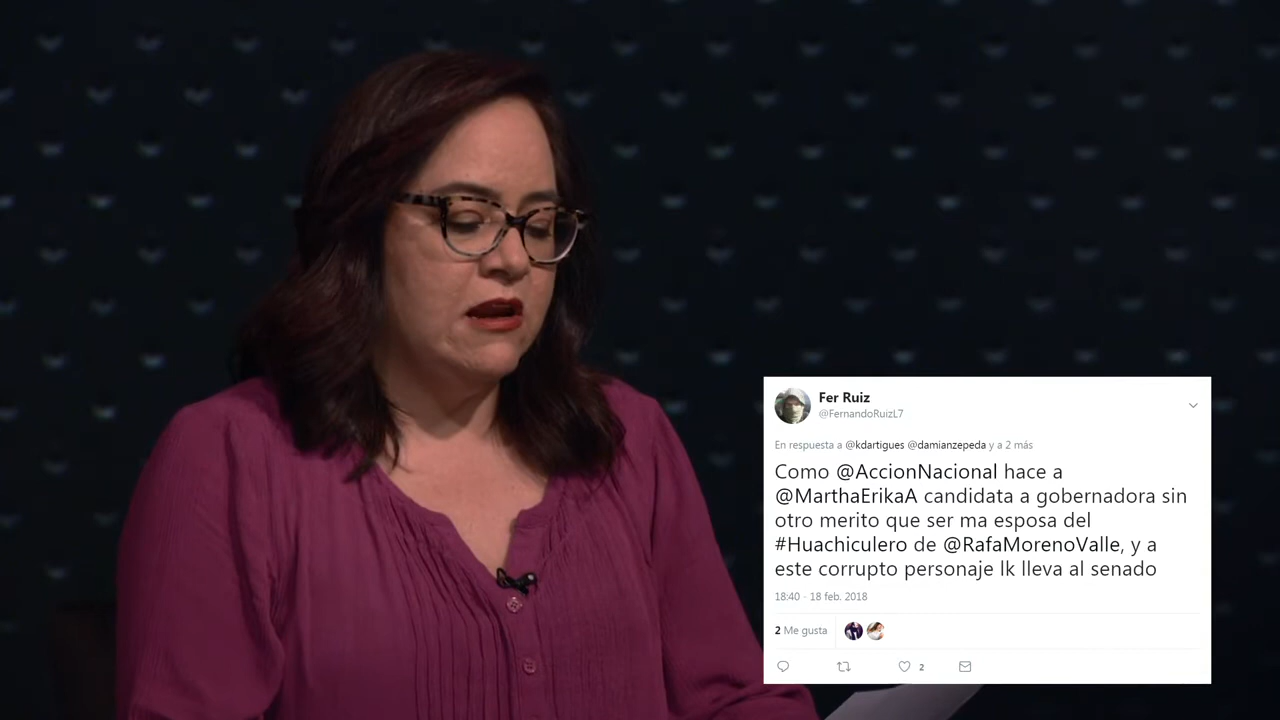 Fer Ruiz
@FernandoRuizL7
En respuesta a @kdartigues @damianzepeda y a 2 más
Como @AccionNacional hace a
@MarthaErikaA candidata a gobernadora sin
otro merito que ser ma esposa del
#Huachiculero de @RafaMorenoValle, y a
este corrupto personaje lk lleva al senado
18:40 - 18 feb. 2018
2 Me gusta
2